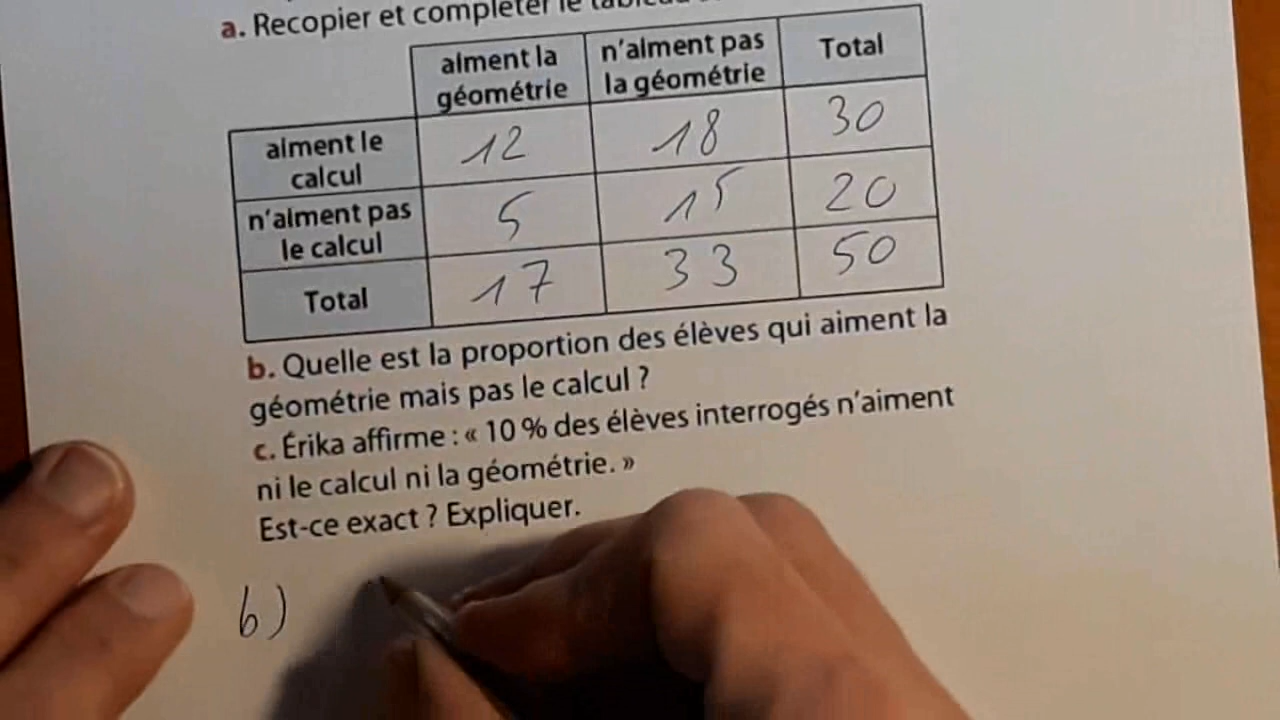 a. Recopier et compléter le
aiment la géométrie n'aiment pas la géométrie Total
aiment le calcul 12 18 30
n'aiment pas le calcul 5 15 20
Total 17 33 50
b. Quelle est la proportion des élèves qui aiment la
géométrie mais pas le calcul ?
c. Érika affirme : « 10 % des élèves interrogés n'aiment
ni le calcul ni la géométrie. »
Est-ce exact ? Expliquer.
b)